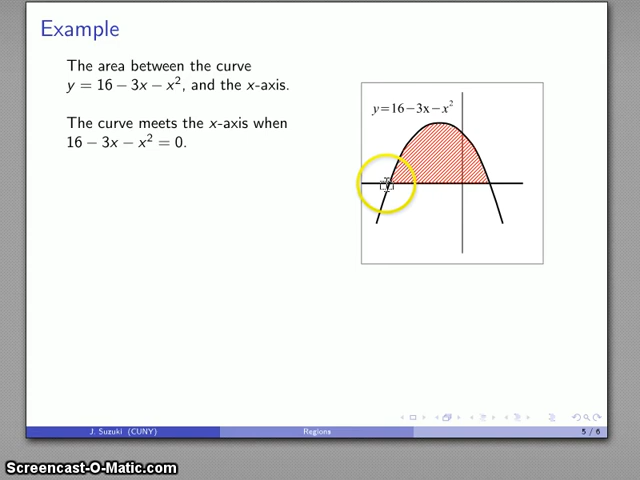 Example
The area between the curve
y = 16 − 3x − x², and the x-axis.
The curve meets the x-axis when
16 − 3x − x² = 0.
y=16−3x−x²
J. Suzuki (CUNY)
Regions
5 / 6
Screencast-O-Matic.com